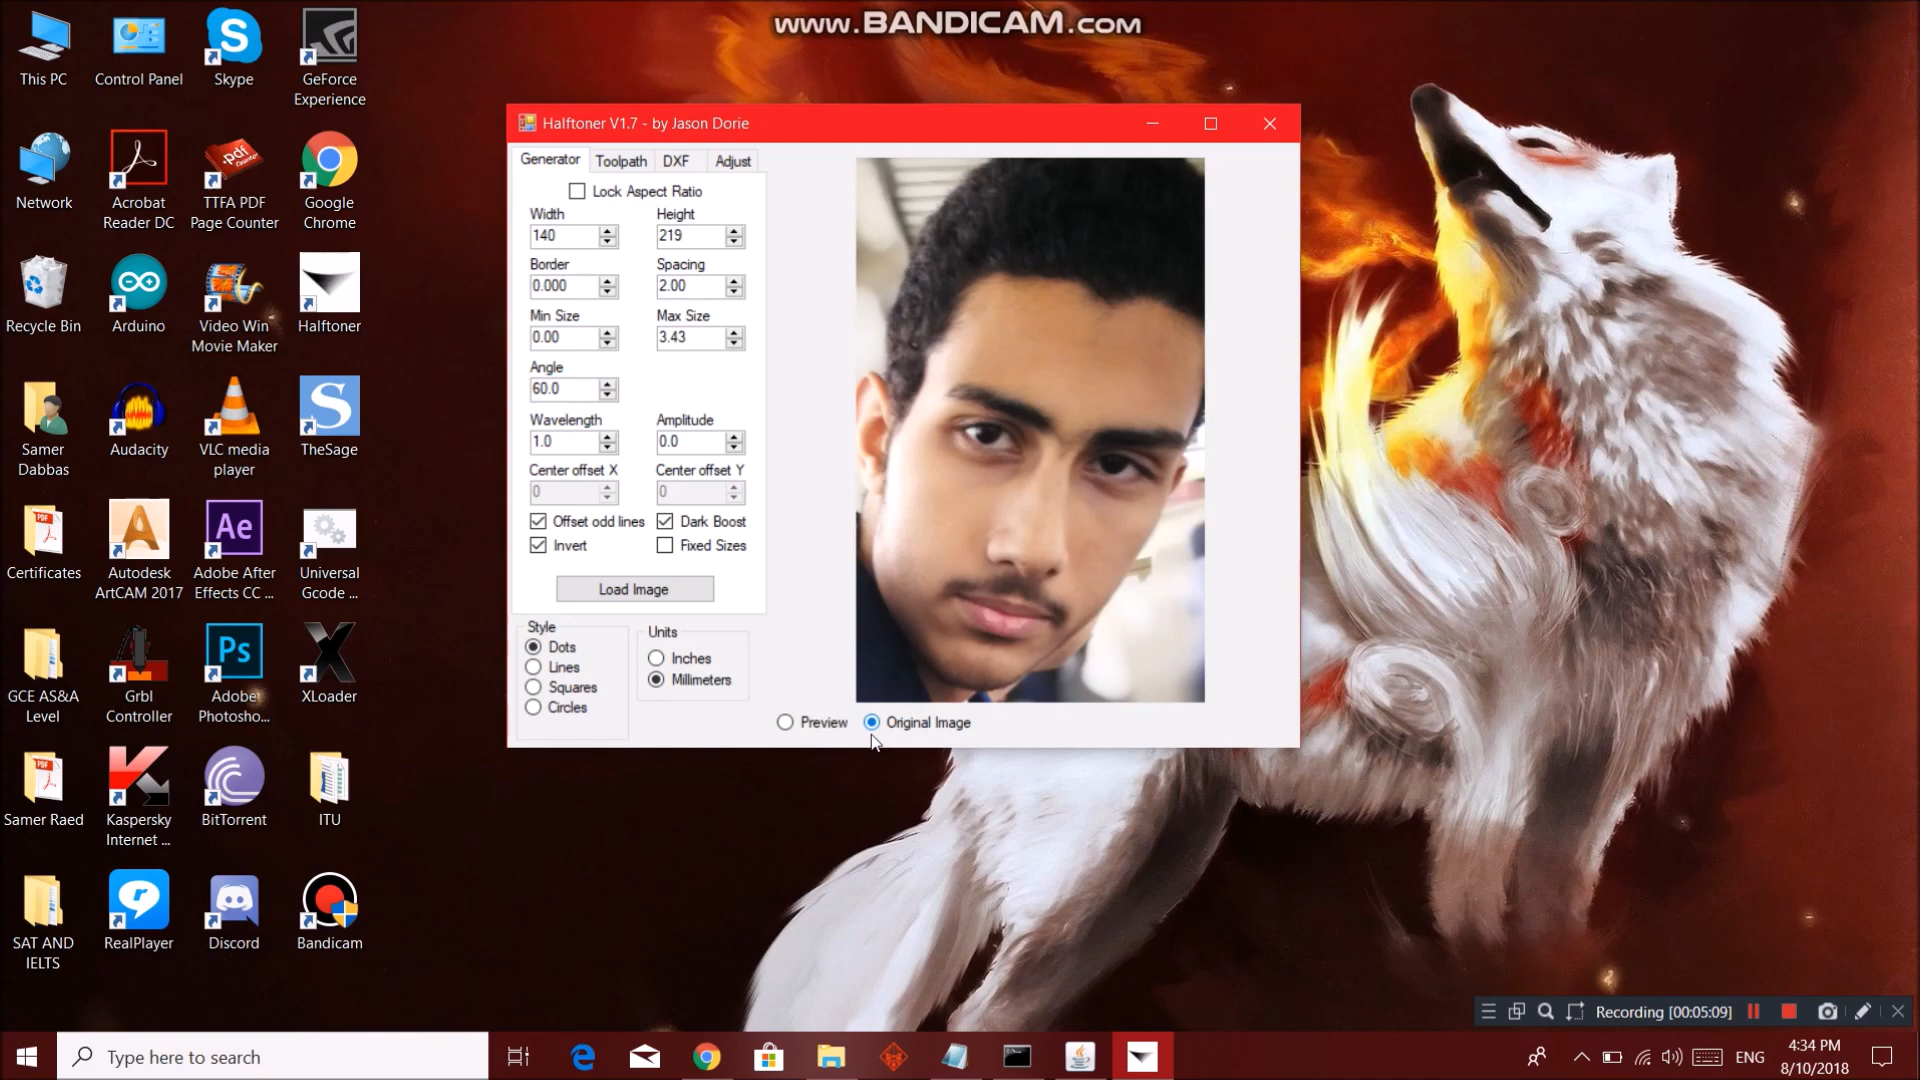 www.BANDICAM.com
This PC
Control Panel
Skype
GeForce
Experience
Network
Acrobat
Reader DC
TTFA PDF
Page Counter
Google
Chrome
Recycle Bin
Arduino
Video Win
Movie Maker
Halftoner
Samer
Dabbas
Audacity
VLC media
player
TheSage
Certificates
Autodesk
ArtCAM 2017
Adobe After
Effects CC ...
Universal
Gcode ...
GCE AS&A
Level
Grbl
Controller
Adobe
Photosho...
XLoader
Samer Raed
Kaspersky
Internet ...
BitTorrent
ITU
SAT AND
IELTS
RealPlayer
Discord
Bandicam
Halftoner V1.7 - by Jason Dorie
Generator Toolpath DXF Adjust
Lock Aspect Ratio
Width Height
140 219
Border Spacing
0.000 2.00
Min Size Max Size
0.00 3.43
Angle
60.0
Wavelength Amplitude
1.0 0.0
Center offset X Center offset Y
0 0
Offset odd lines Dark Boost
Invert Fixed Sizes
Load Image
Style
Dots
Lines
Squares
Circles
Units
Inches
Millimeters
Preview Original Image
Recording [00:05:09]
Type here to search
ENG
4:34 PM
8/10/2018